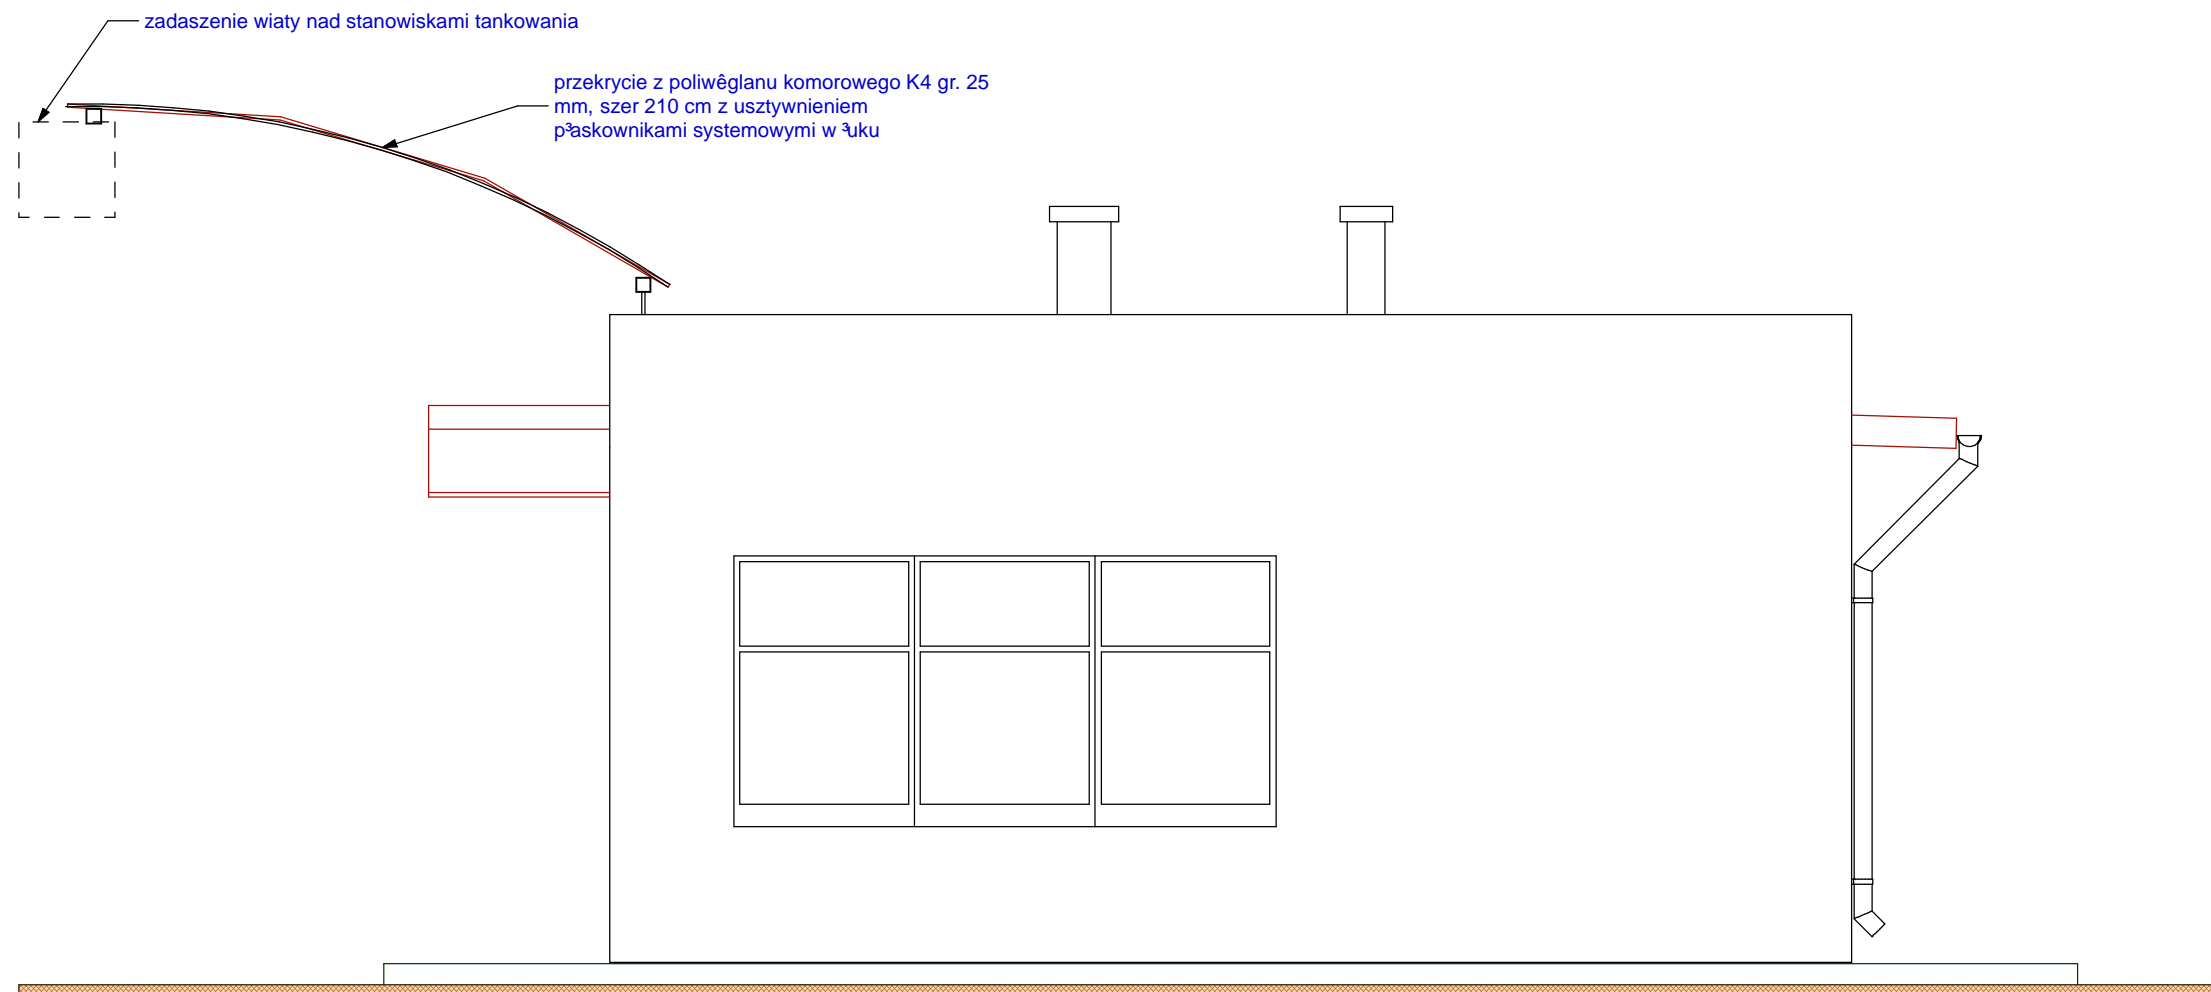 zadaszenie wiaty nad stanowiskami tankowania
przekrycie z poliwêglanu komorowego K4 gr. 25
mm, szer 210 cm z usztywnieniem
p³askownikami systemowymi w ³uku